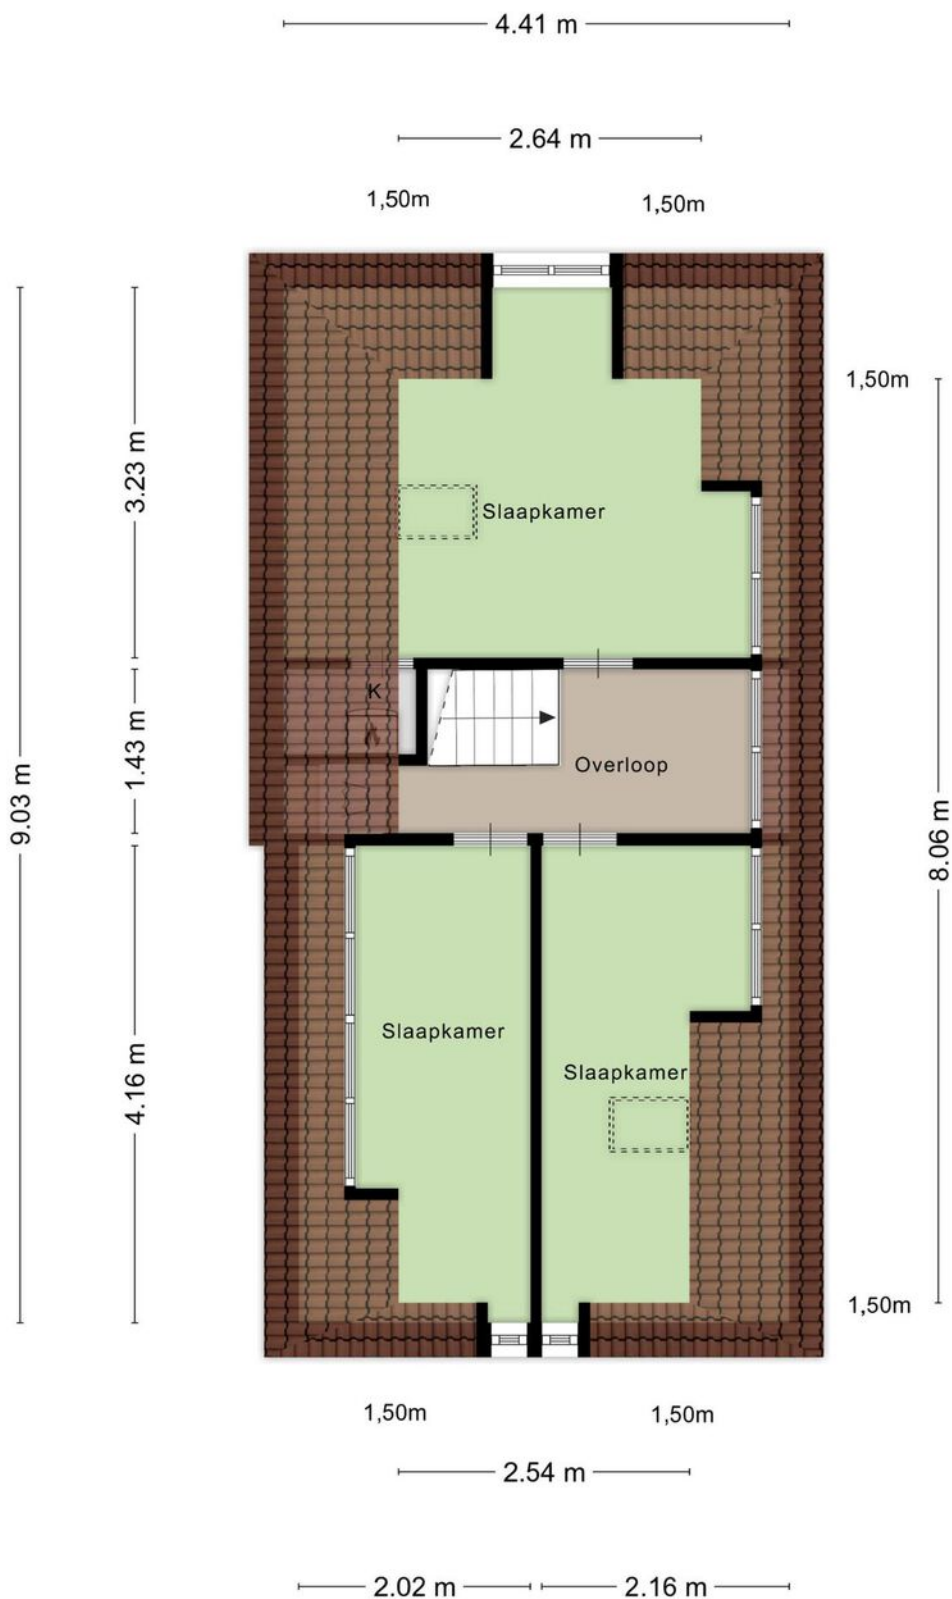 4.41 m
2.64 m
1,50m
1,50m
1,50m
3.23 m
Slaapkamer
K
1.43 m
Overloop
9.03 m
8.06 m
Slaapkamer
Slaapkamer
4.16 m
1,50m
1,50m
1,50m
2.54 m
2.02 m
2.16 m